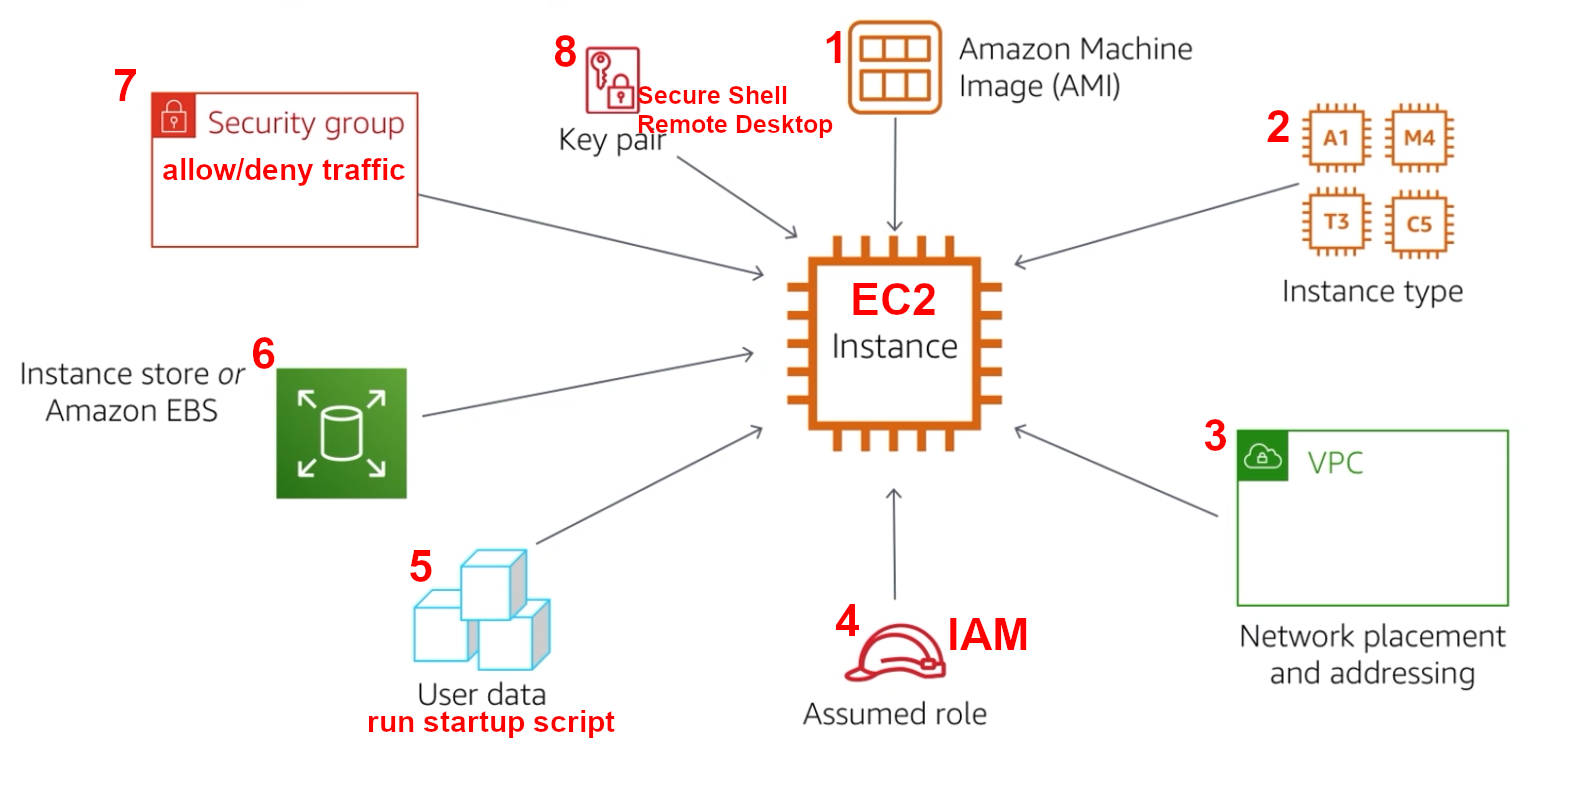 1
Amazon Machine
Image (AMI)
2
A1
M4
T3
C5
Instance type
3
VPC
Network placement
and addressing
4
IAM
Assumed role
5
User data
run startup script
6
Instance store or
Amazon EBS
7
Security group
allow/deny traffic
8
Secure Shell
Remote Desktop
Key pair
EC2
Instance